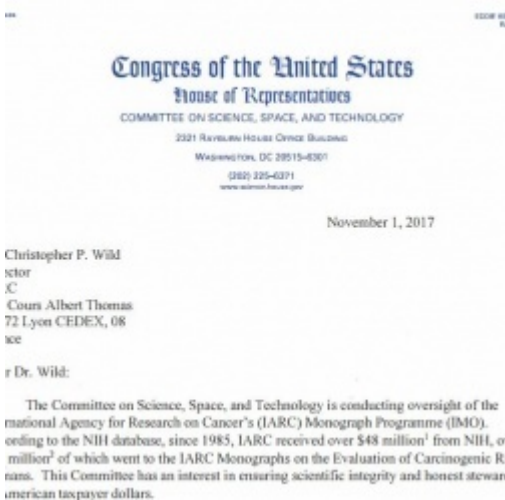 Congress of the United States
House of Representatives
COMMITTEE ON SCIENCE, SPACE, AND TECHNOLOGY
2321 RAYBURN HOUSE OFFICE BUILDING
WASHINGTON, DC 20515-6301
(202) 225-6371
www.science.house.gov
November 1, 2017
Christopher P. Wild
ector
C
Cours Albert Thomas
72 Lyon CEDEX, 08
nce
r Dr. Wild:
The Committee on Science, Space, and Technology is conducting oversight of the
rnational Agency for Research on Cancer's (IARC) Monograph Programme (IMO).
ording to the NIH database, since 1985, IARC received over $48 million¹ from NIH, o
million² of which went to the IARC Monographs on the Evaluation of Carcinogenic R
mans. This Committee has an interest in ensuring scientific integrity and honest stewar
American taxpayer dollars.